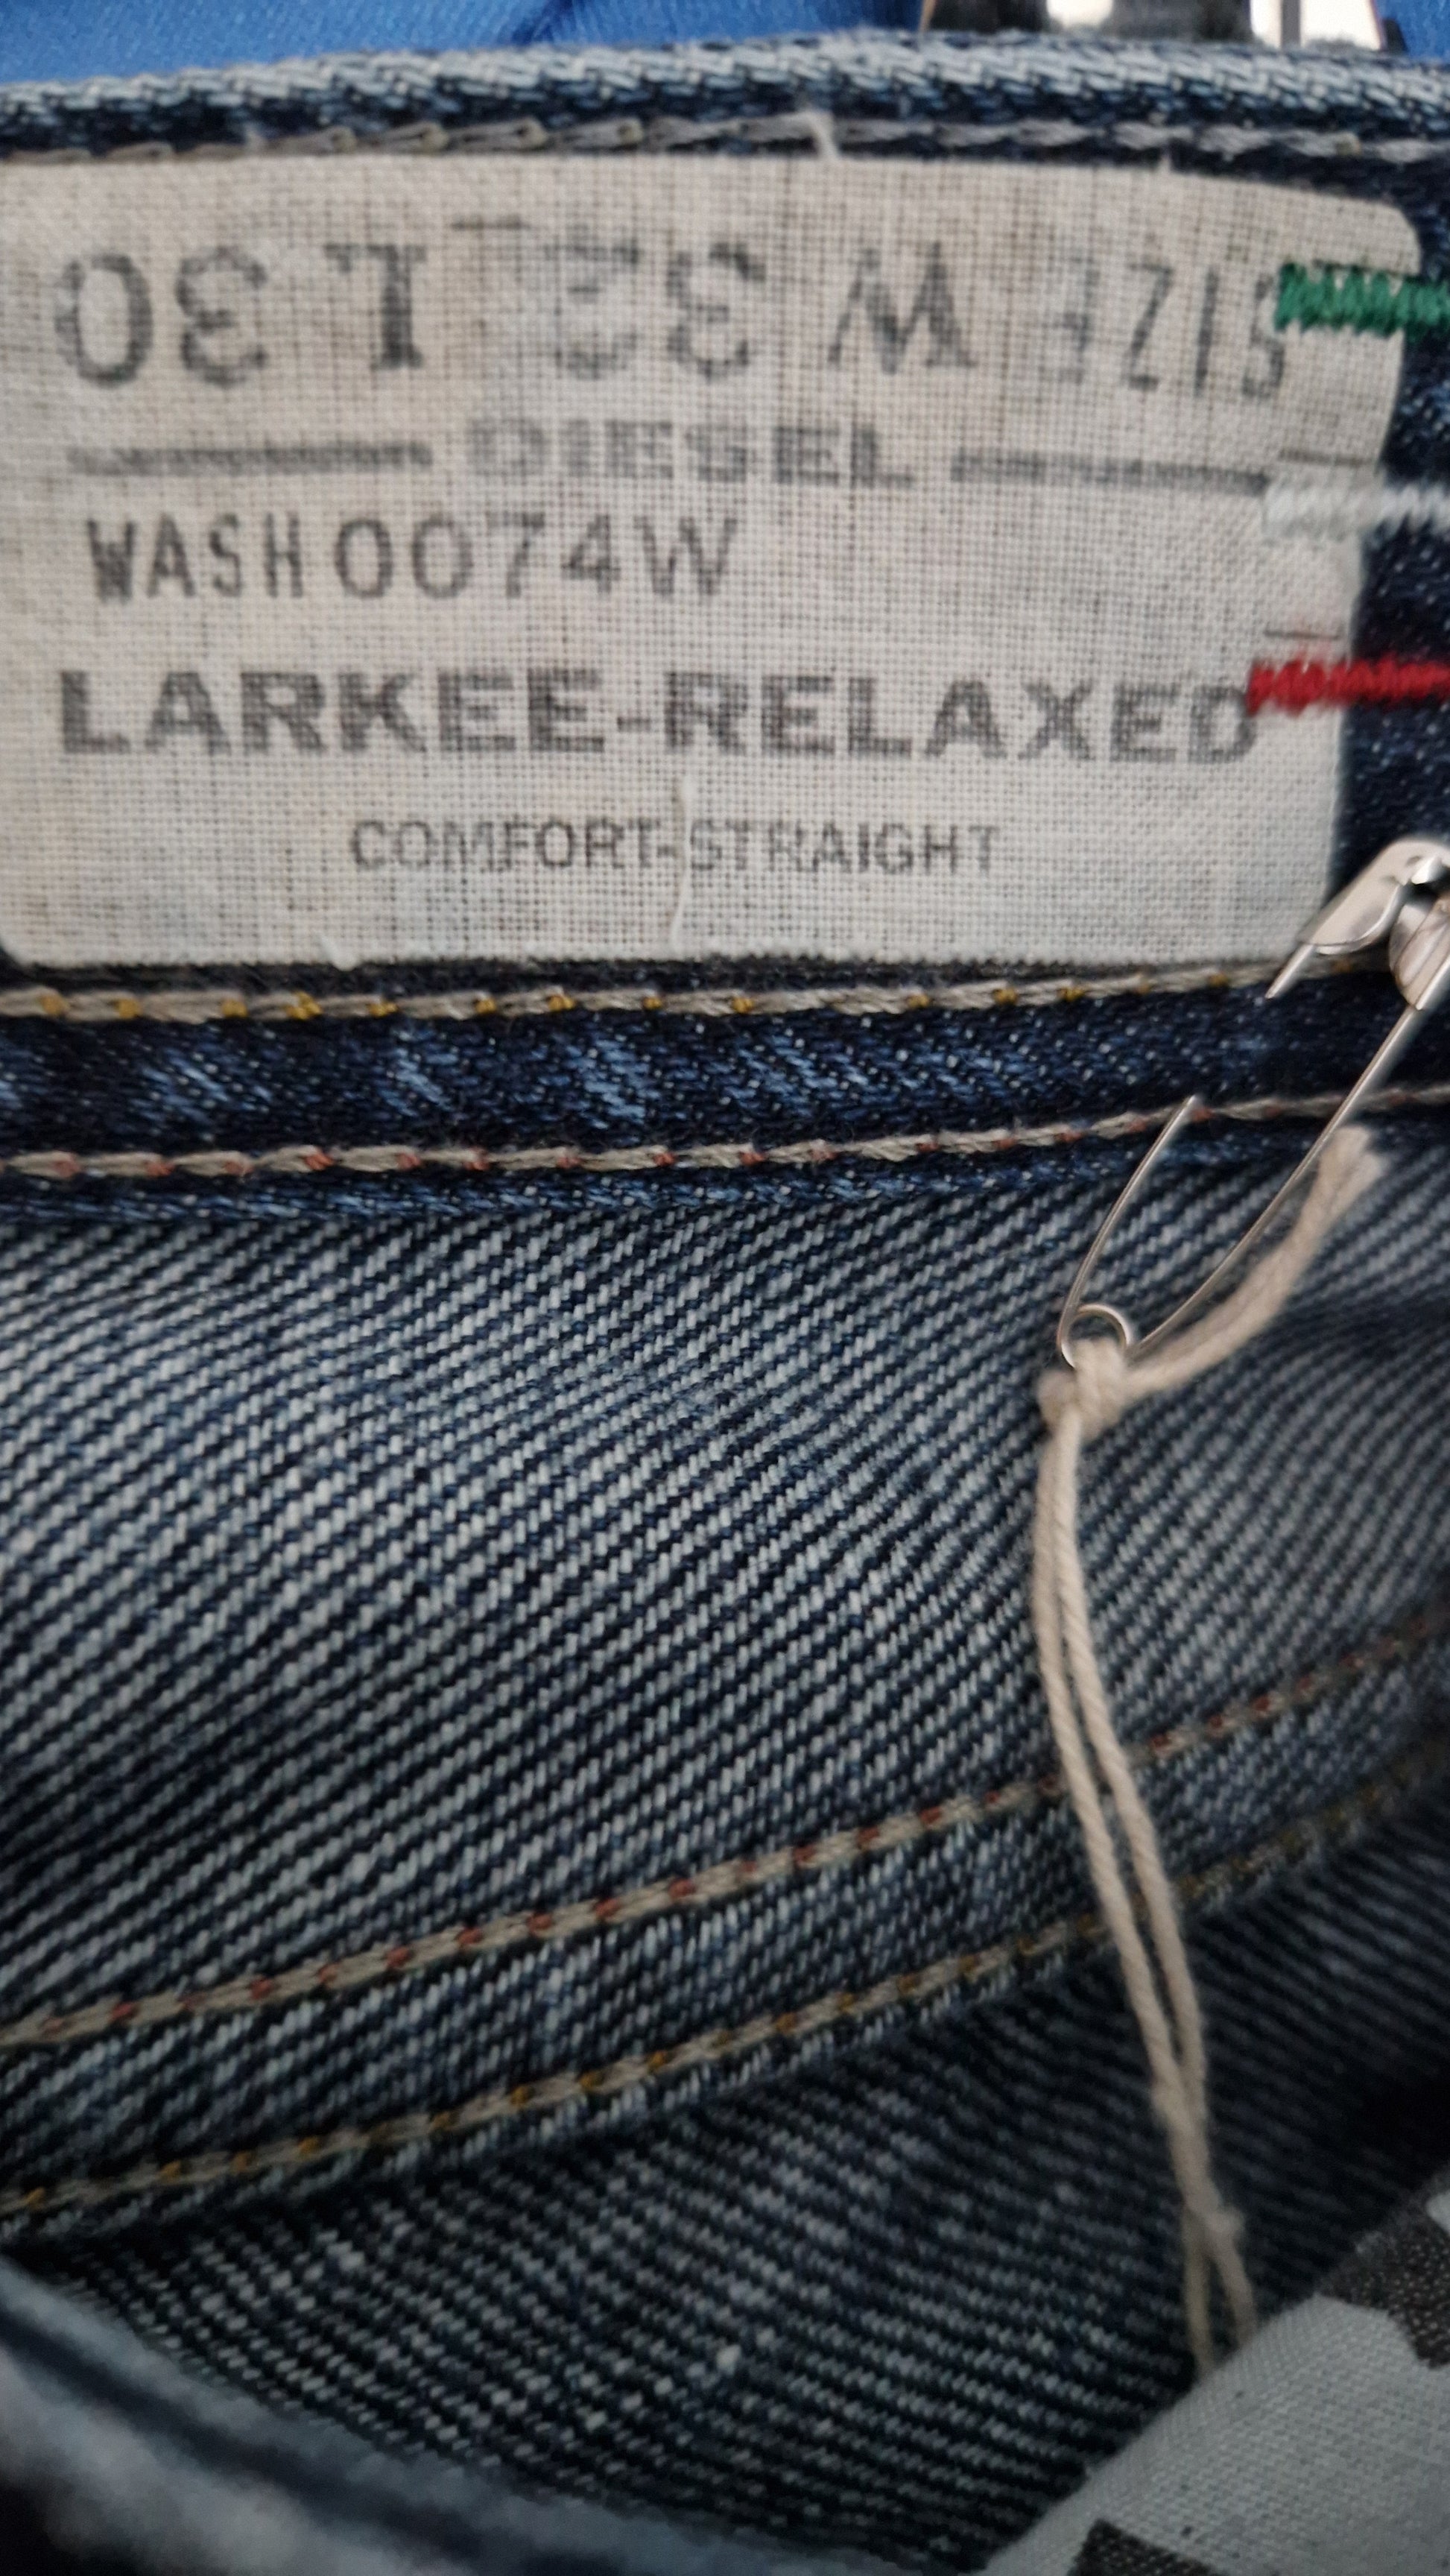 SIZE W 32 L 30
DIESEL
WASH 0074W
LARKEE-RELAXED
COMFORT-STRAIGHT